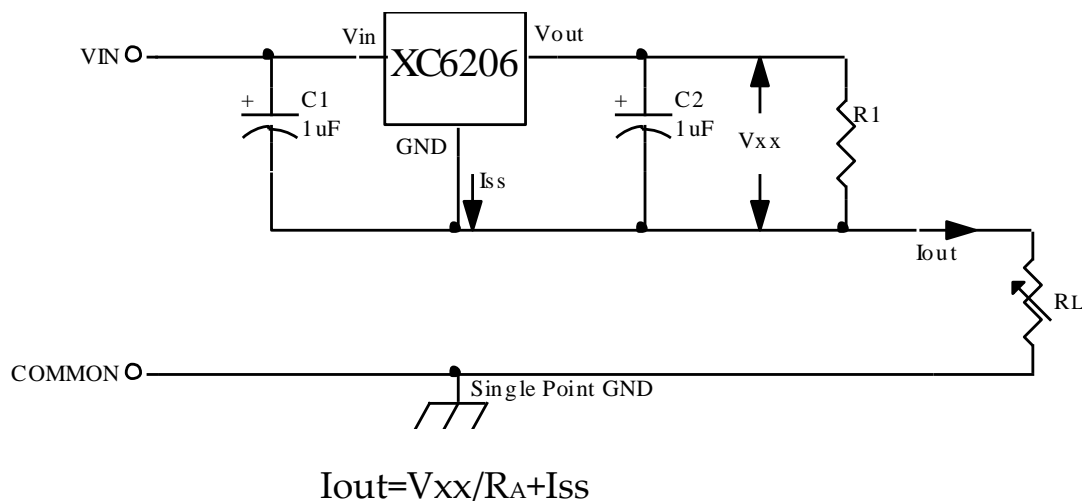 VIN
Vin
XC6206
Vout
+
C1
1uF
GND
Iss
+
C2
1uF
Vxx
R1
Iout
RL
COMMON
Single Point GND
Iout=Vxx/RA+Iss